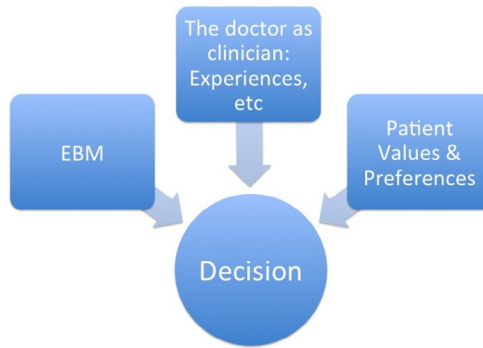 The doctor as
clinician:
Experiences,
etc
EBM
Patient
Values &
Preferences
Decision